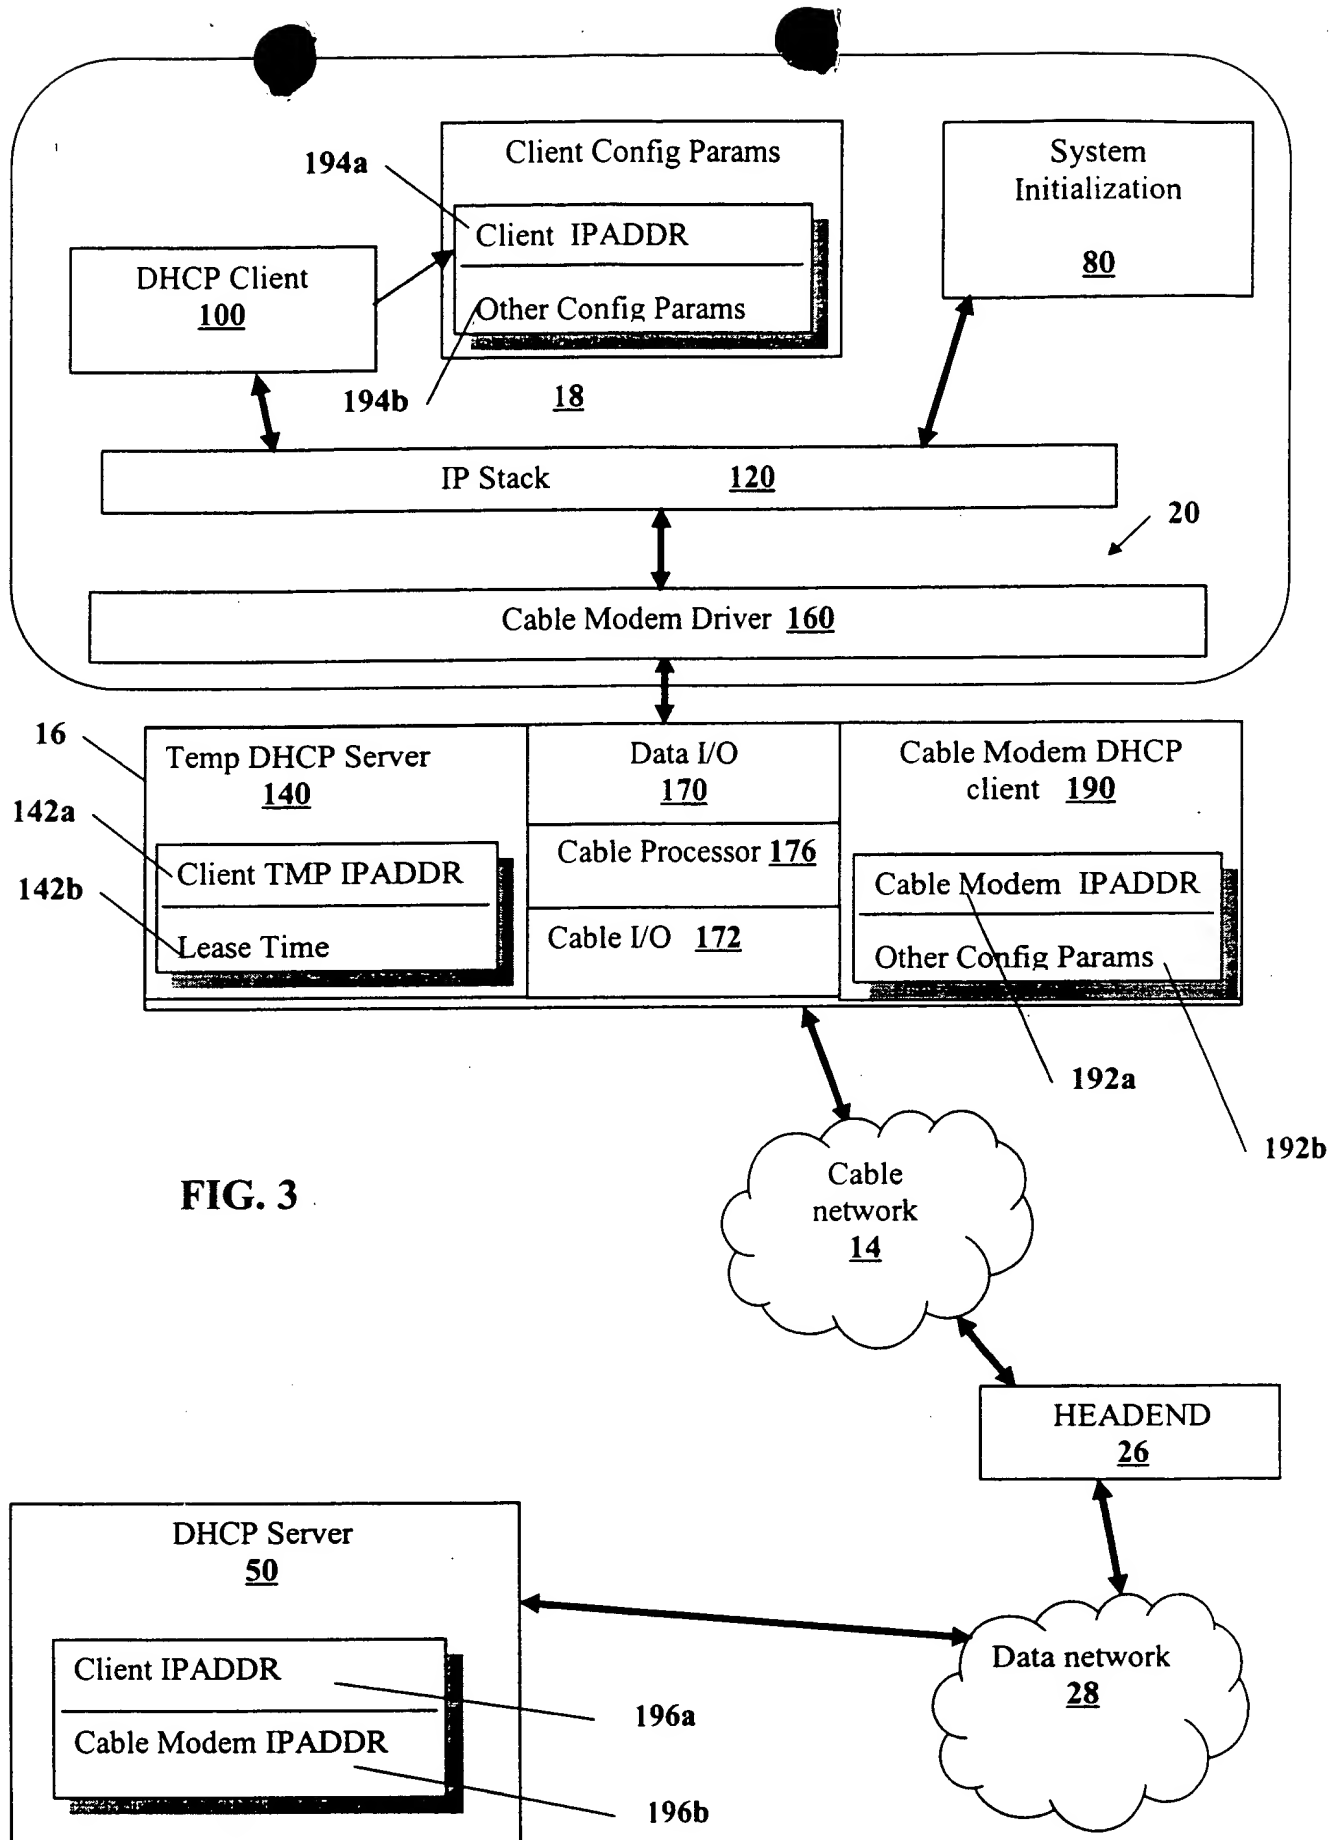 194a
Client Config Params
System
Initialization
80
Client IPADDR
DHCP Client
100
Other Config Params
194b
18
IP Stack 120
20
Cable Modem Driver 160
16
Temp DHCP Server
140
Data I/O
170
Cable Modem DHCP
client 190
142a
Client TMP IPADDR
Cable Processor 176
Cable Modem IPADDR
142b
Lease Time
Cable I/O 172
Other Config Params
192a
192b
FIG. 3
Cable
network
14
HEADEND
26
DHCP Server
50
Data network
28
Client IPADDR
196a
Cable Modem IPADDR
196b